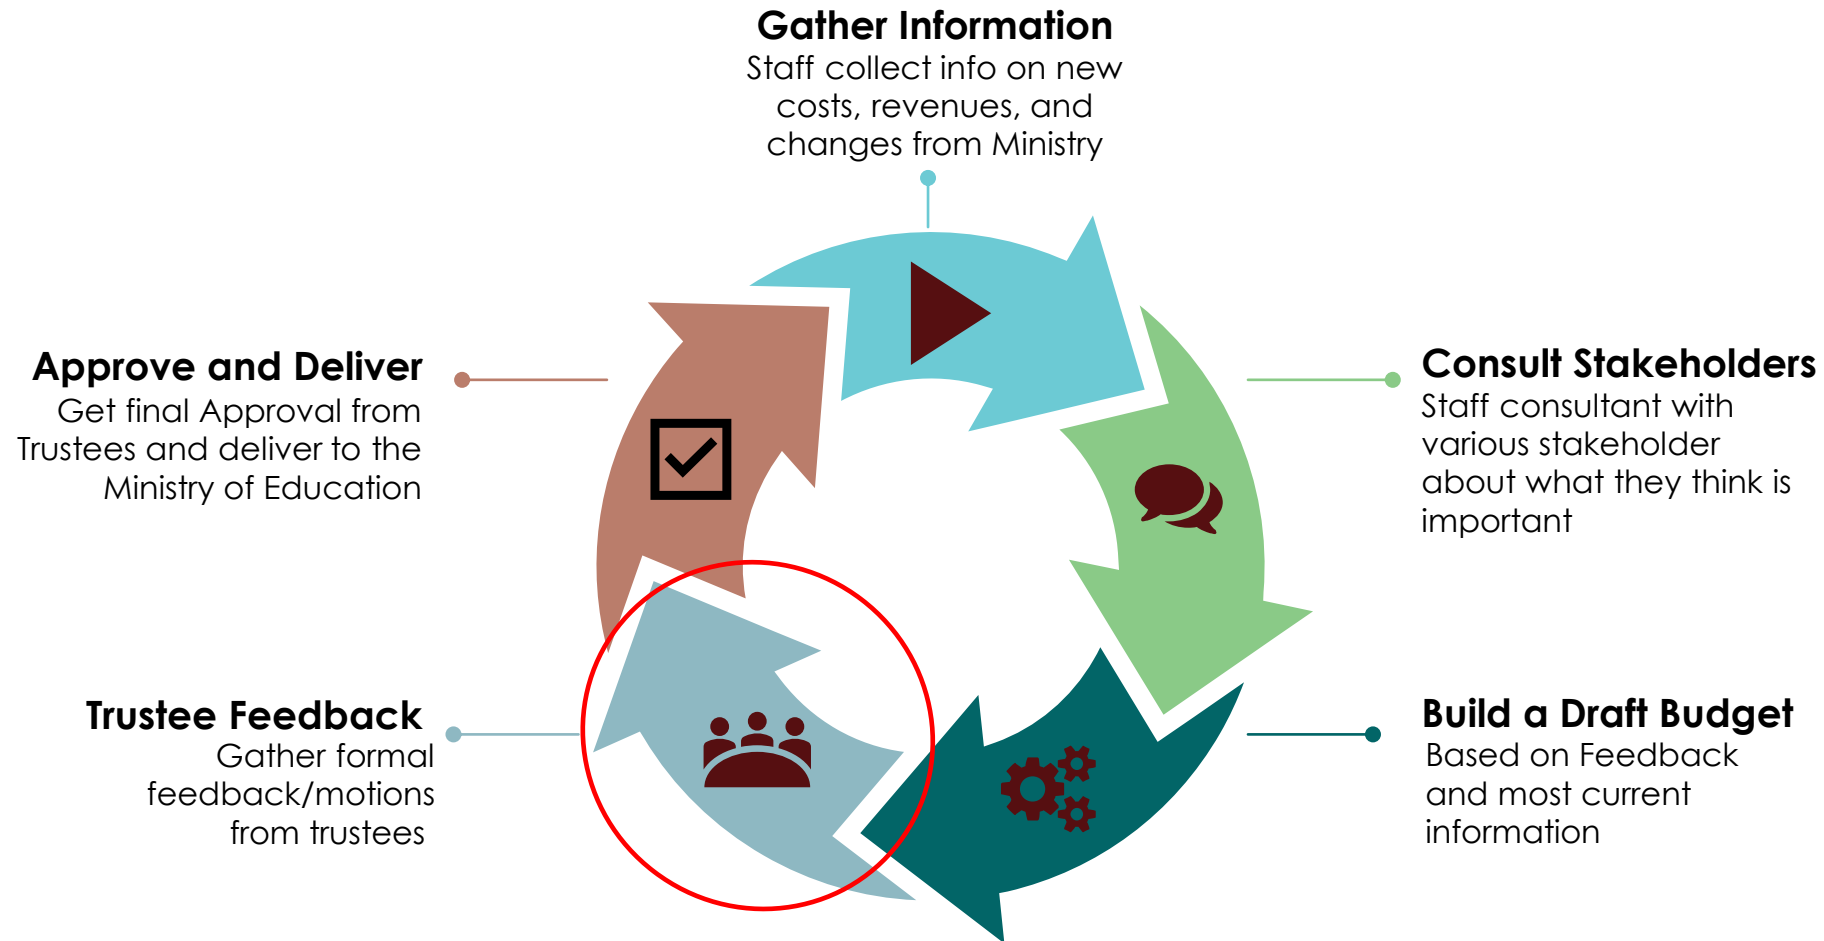 Gather Information
Staff collect info on new
costs, revenues, and
changes from Ministry
Consult Stakeholders
Staff consultant with
various stakeholder
about what they think is
important
Build a Draft Budget
Based on Feedback
and most current
information
Trustee Feedback
Gather formal
feedback/motions
from trustees
Approve and Deliver
Get final Approval from
Trustees and deliver to the
Ministry of Education